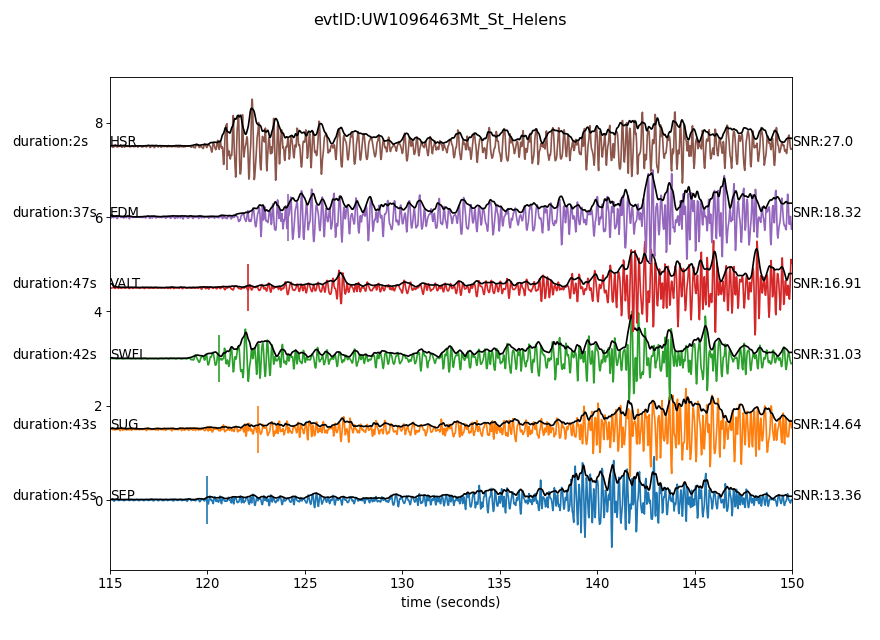 evtID:UW1096463Mt_St_Helens
8
duration:2s HSR SNR:27.0
duration:37s EDM SNR:18.32
6
duration:47s VALT SNR:16.91
4
duration:42s SWFL SNR:31.03
2
duration:43s SUG SNR:14.64
duration:45s SEP SNR:13.36
0
115 120 125 130 135 140 145 150
time (seconds)